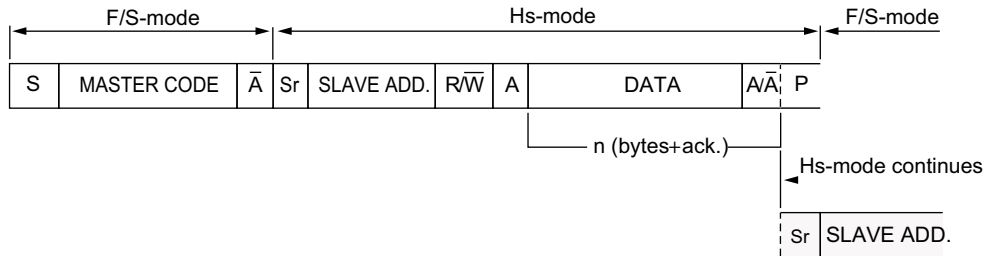 F/S-mode Hs-mode F/S-mode
S MASTER CODE A̅ Sr SLAVE ADD. R/W̅ A DATA A/A̅ P
n (bytes+ack.)
Hs-mode continues
Sr SLAVE ADD.